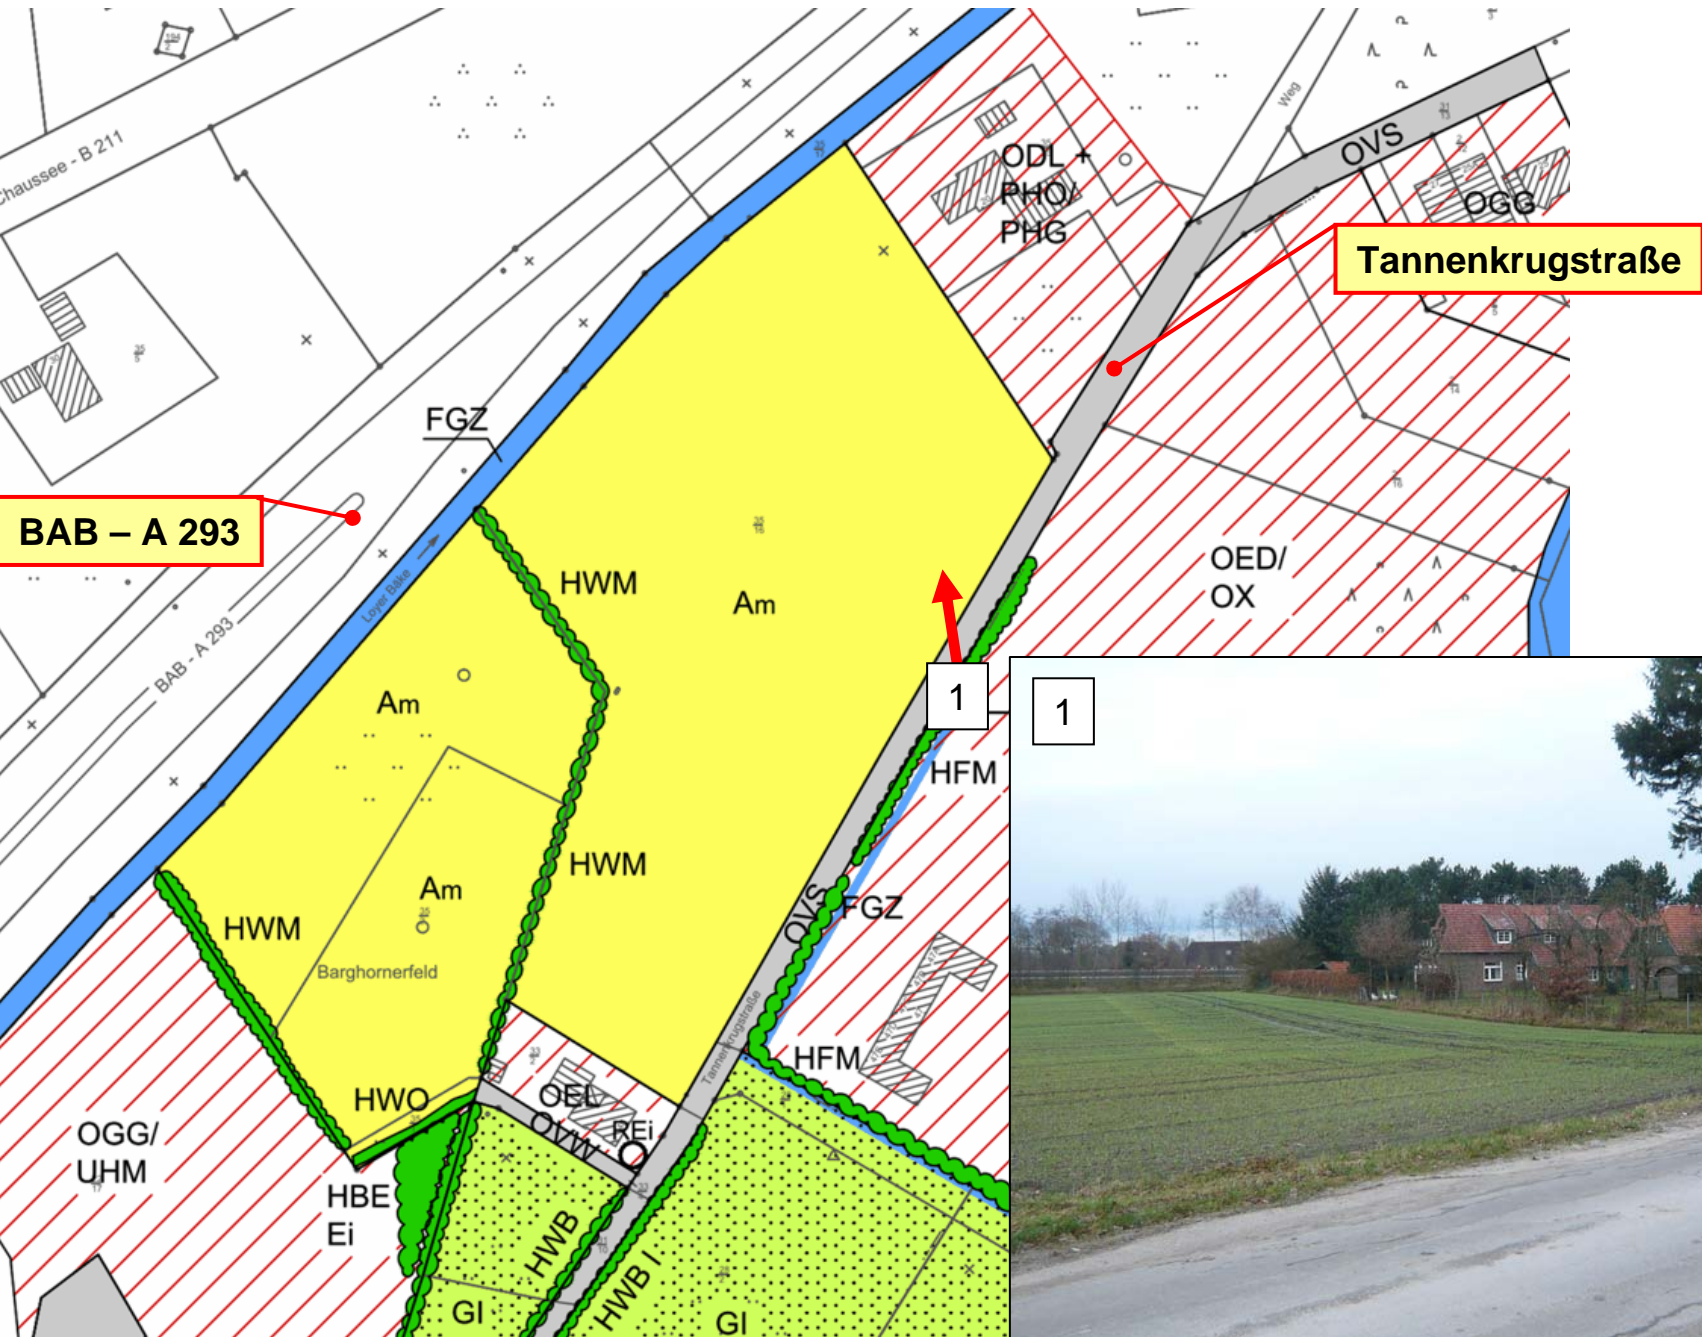 Chaussee - B 211
Weg
OVS
ODL +
PHO/
PHG
OGG
Tannenkrugstraße
FGZ
BAB – A 293
HWM
Am
OED/
OX
Loyer Bäke
BAB - A 293
Am
1
1
HFM
HWM
Am
OVS
FGZ
HWM
Barghornerfeld
Tannenkrugstraße
HFM
HWO
OEL
OVW
REi
OGG/
UHM
HBE
Ei
HWB
HWB I
GI
GI